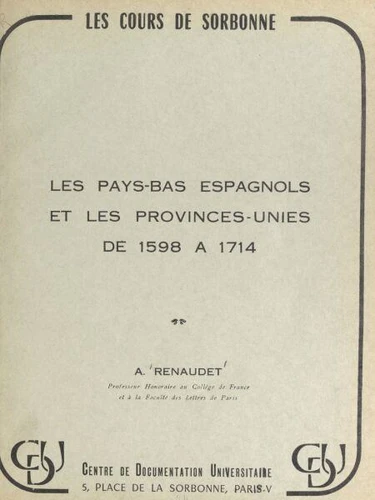 LES COURS DE SORBONNE
LES PAYS-BAS ESPAGNOLS
ET LES PROVINCES-UNIES
DE 1598 A 1714
A. RENAUDET
Professeur Honoraire au Collège de France
et à la Faculté des Lettres de Paris
CDU CDU
CENTRE DE DOCUMENTATION UNIVERSITAIRE
5, PLACE DE LA SORBONNE, PARIS-V